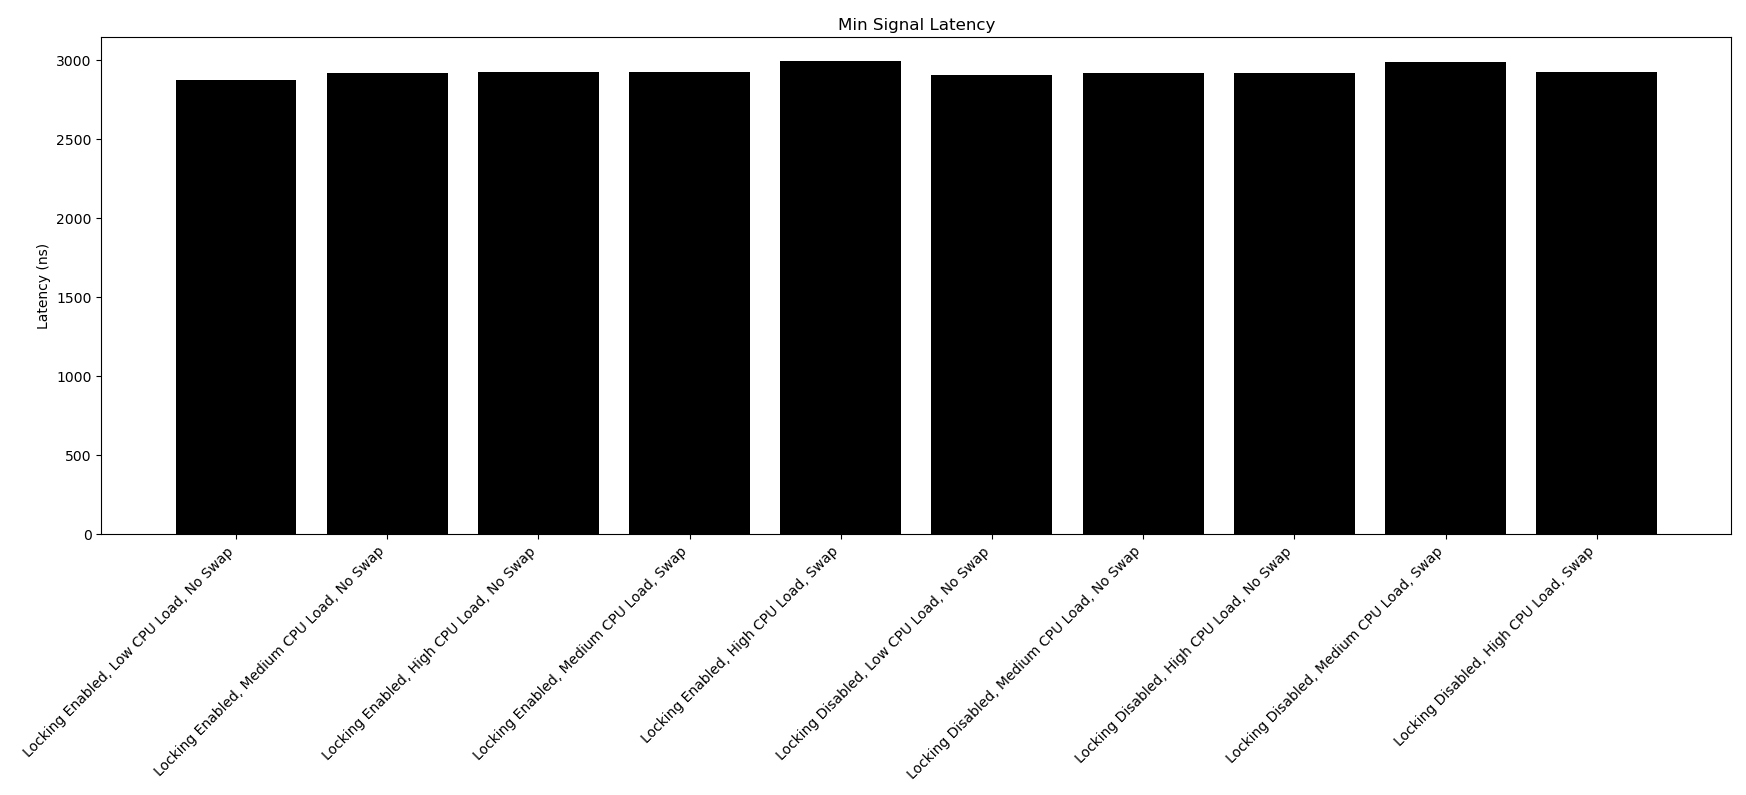 Min Signal Latency
Latency (ns)
3000
2500
2000
1500
1000
500
0
Locking Enabled, Low CPU Load, No Swap
Locking Enabled, Medium CPU Load, No Swap
Locking Enabled, High CPU Load, No Swap
Locking Enabled, Medium CPU Load, Swap
Locking Enabled, High CPU Load, Swap
Locking Disabled, Low CPU Load, No Swap
Locking Disabled, Medium CPU Load, No Swap
Locking Disabled, High CPU Load, No Swap
Locking Disabled, Medium CPU Load, Swap
Locking Disabled, High CPU Load, Swap